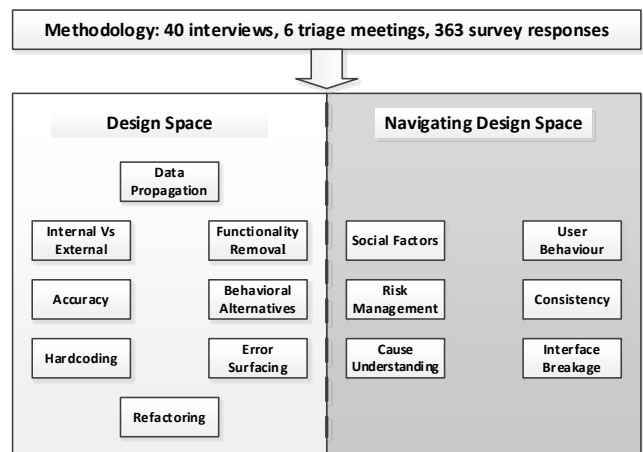 Methodology: 40 interviews, 6 triage meetings, 363 survey responses
Design Space
Data
Propagation
Internal Vs
External
Functionality
Removal
Accuracy
Behavioral
Alternatives
Hardcoding
Error
Surfacing
Refactoring
Navigating Design Space
Social Factors
User
Behaviour
Risk
Management
Consistency
Cause
Understanding
Interface
Breakage